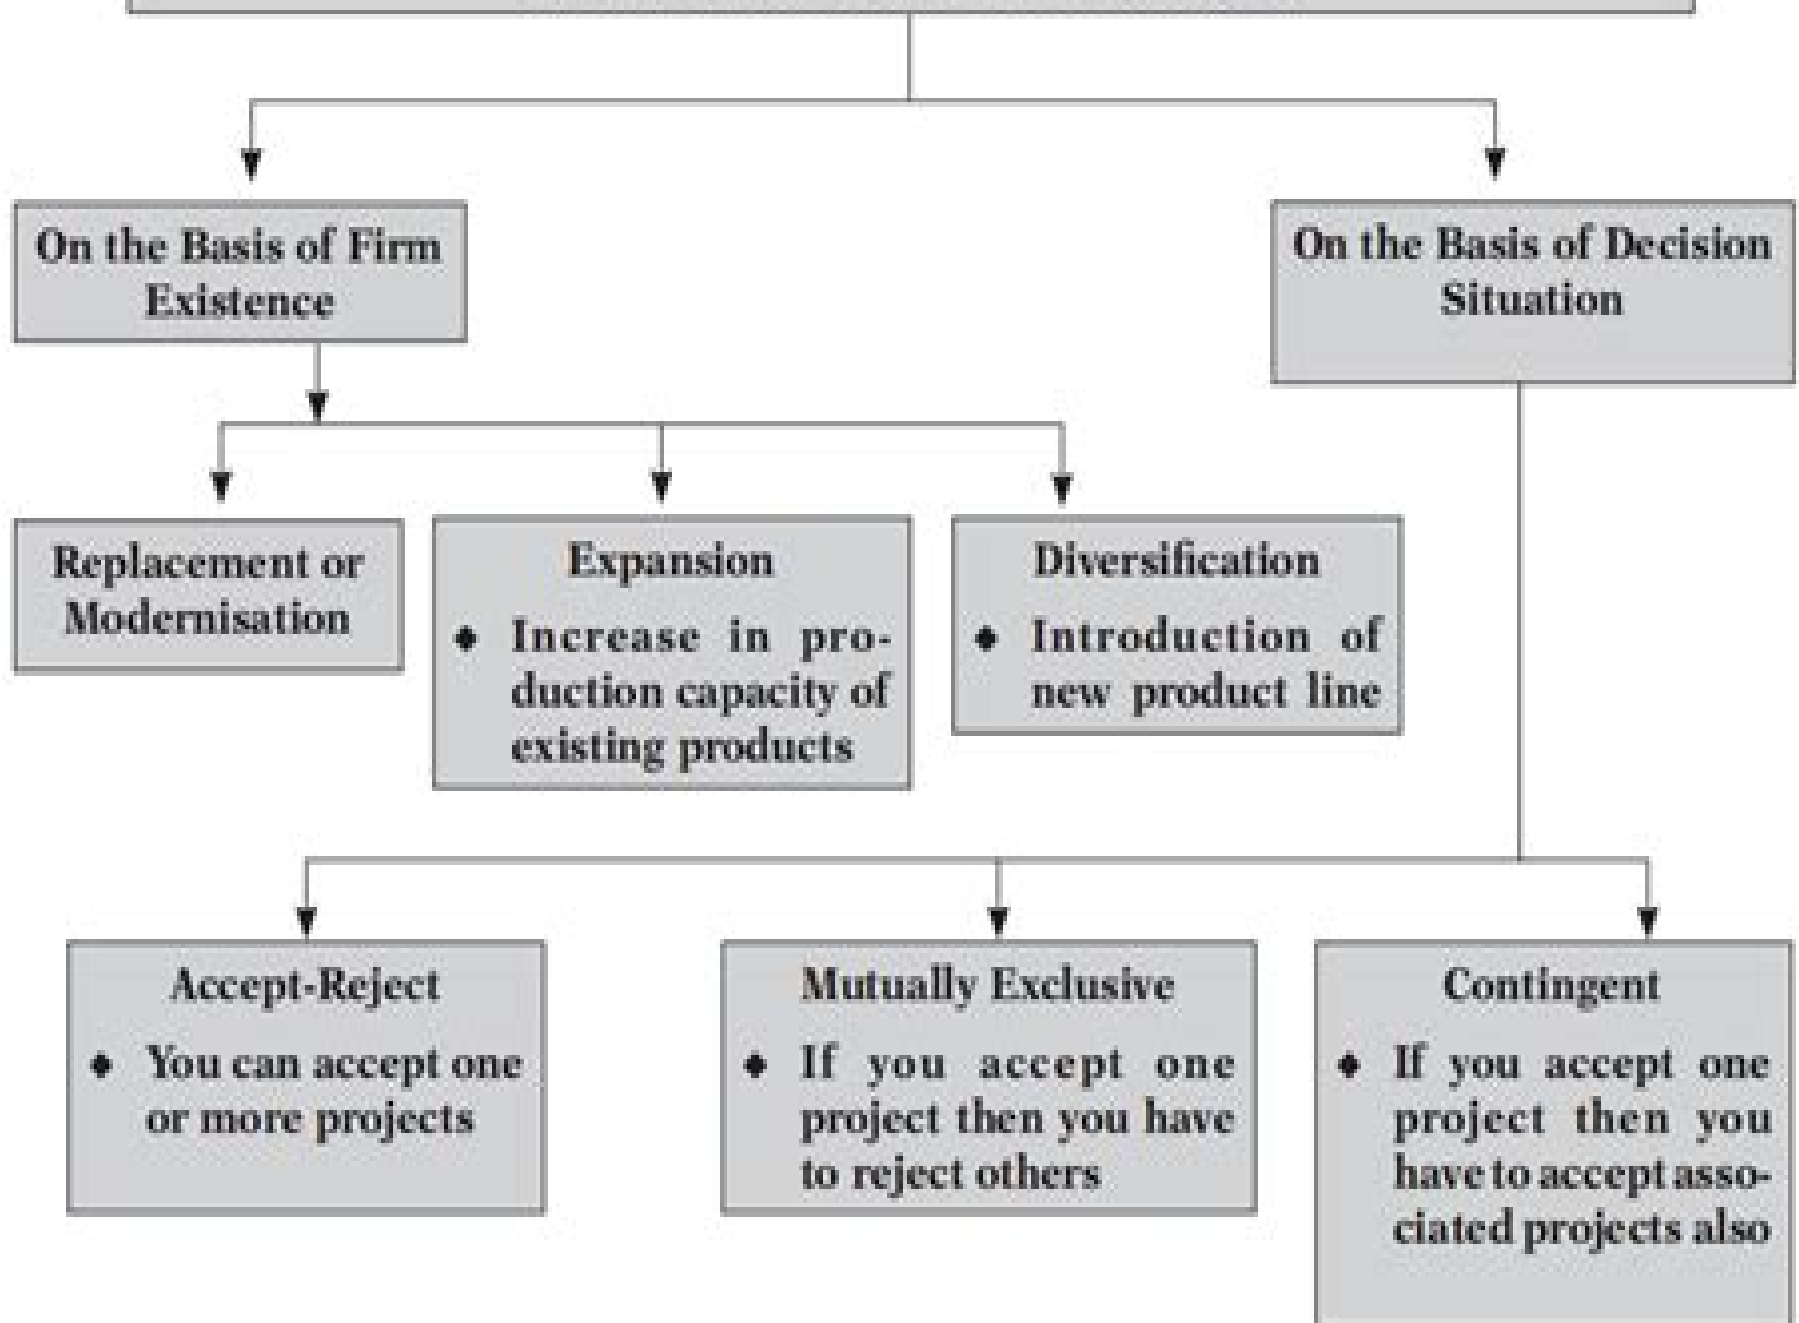 On the Basis of Firm
Existence
On the Basis of Decision
Situation
Replacement or
Modernisation
Expansion
◆ Increase in pro-
duction capacity of
existing products
Diversification
◆ Introduction of
new product line
Accept-Reject
◆ You can accept one
or more projects
Mutually Exclusive
◆ If you accept one
project then you have
to reject others
Contingent
◆ If you accept one
project then you
have to accept asso-
ciated projects also